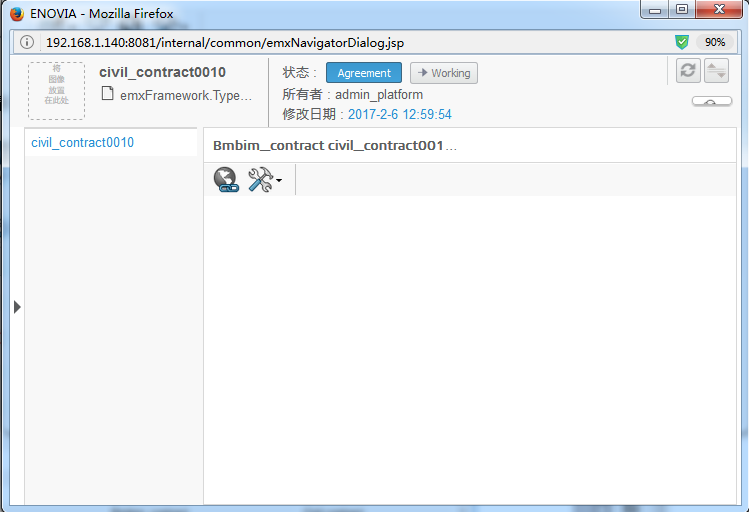 ENOVIA - Mozilla Firefox
192.168.1.140:8081/internal/common/emxNavigatorDialog.jsp
90%
将
图像
放置
在此处
civil_contract0010
emxFramework.Type...
状态 :
Agreement
Working
所有者 : admin_platform
修改日期 : 2017-2-6 12:59:54
civil_contract0010
Bmbim_contract civil_contract001...